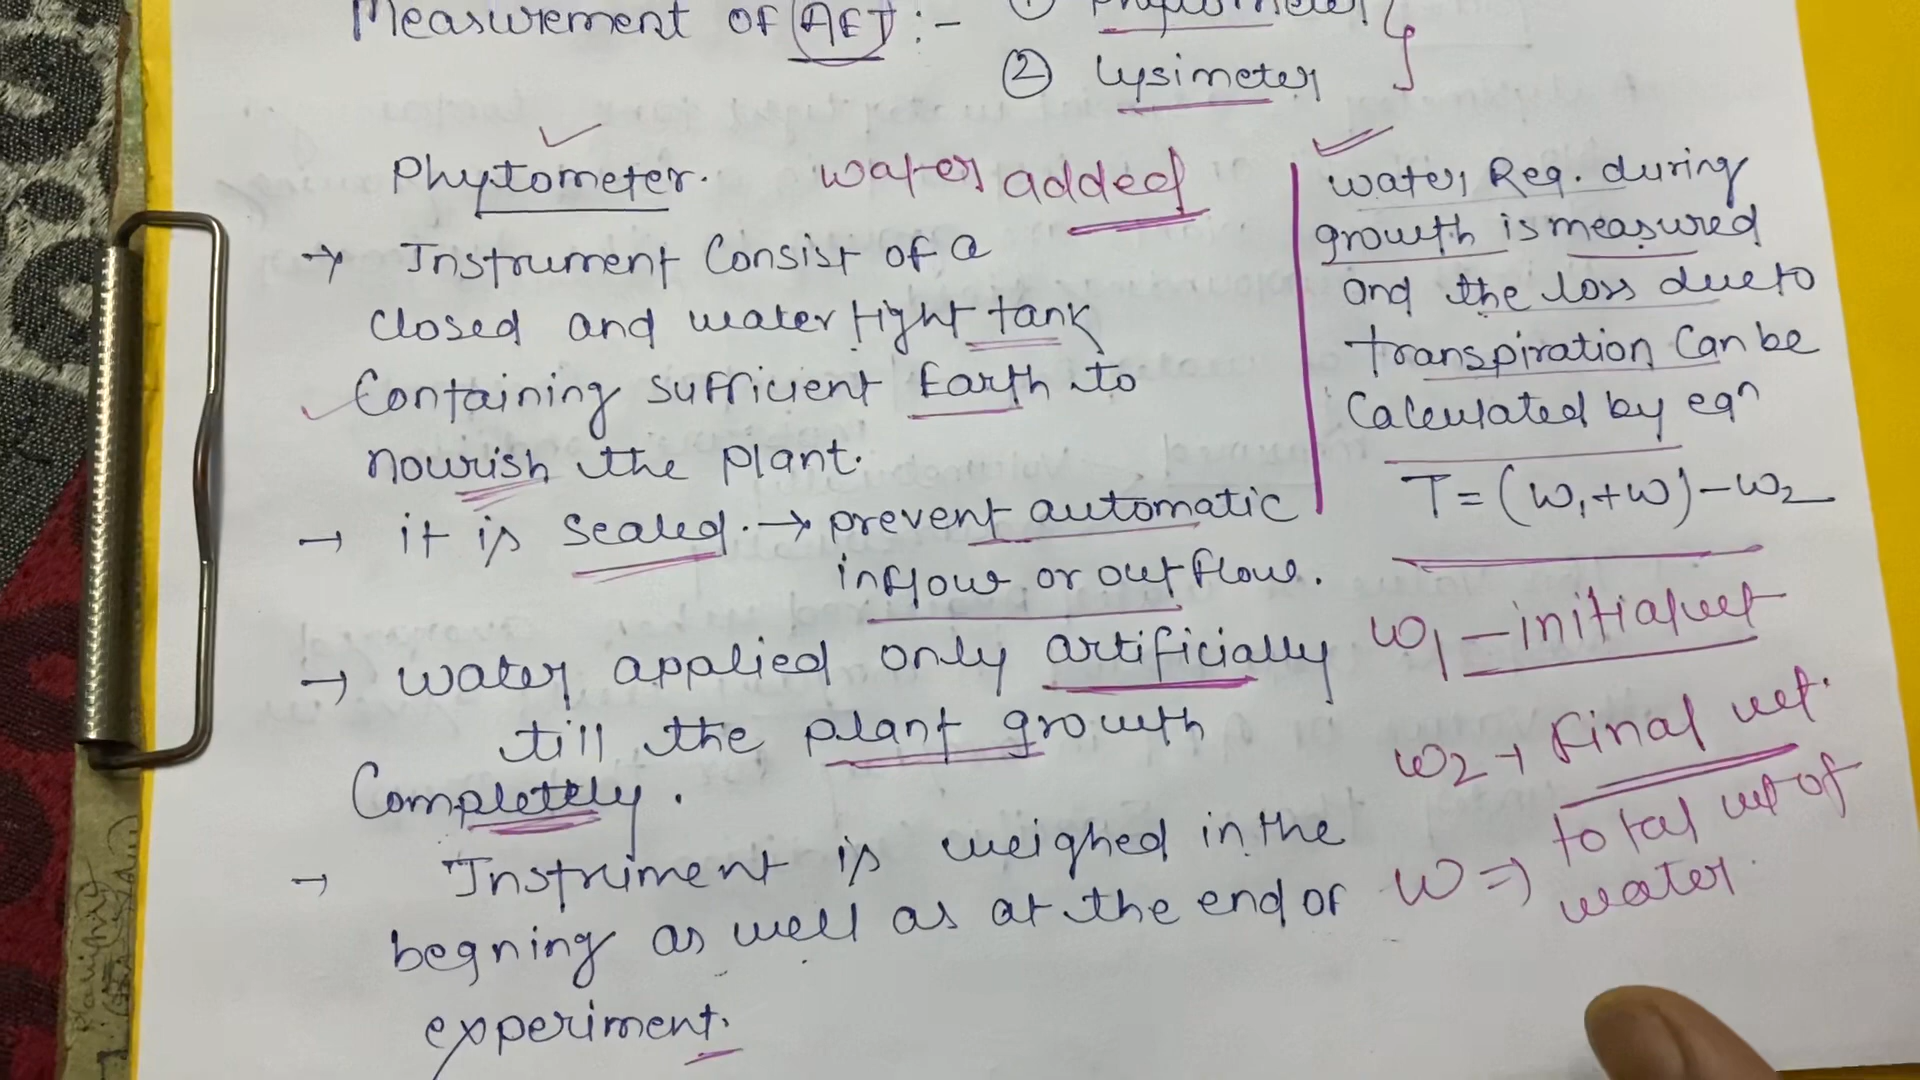 Measurement of AET :- ① Phytometer
② Lysimeter
Phytometer. water added
→ Instrument Consist of a
closed and water tight tank
Containing sufficient Earth to
nourish the plant.
→ it is sealed. → prevent automatic
inflow or outflow.
→ water applied only artificially
till the plant growth
Completely.
→ Instriment is weighed in the
begning as well as at the end of
experiment.
water Req. during
growth is measured
and the loss due to
transpiration Can be
Calculated by eqn
T = (w₁+w) - w₂
w₁ - initial wet
w₂ → Final wet.
w ⇒ total wt of
water.